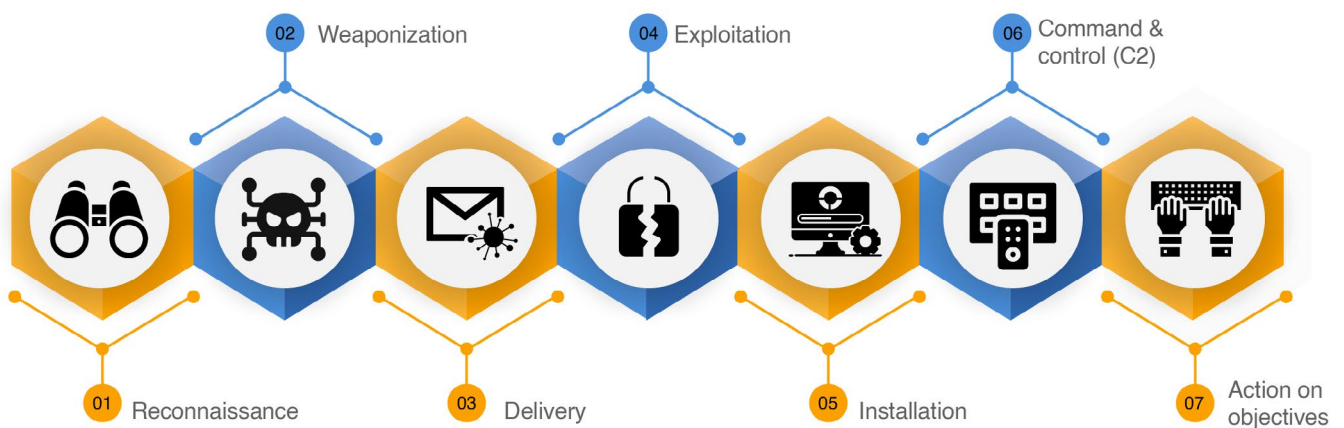 01 Reconnaissance
02 Weaponization
03 Delivery
04 Exploitation
05 Installation
06 Command &
control (C2)
07 Action on
objectives